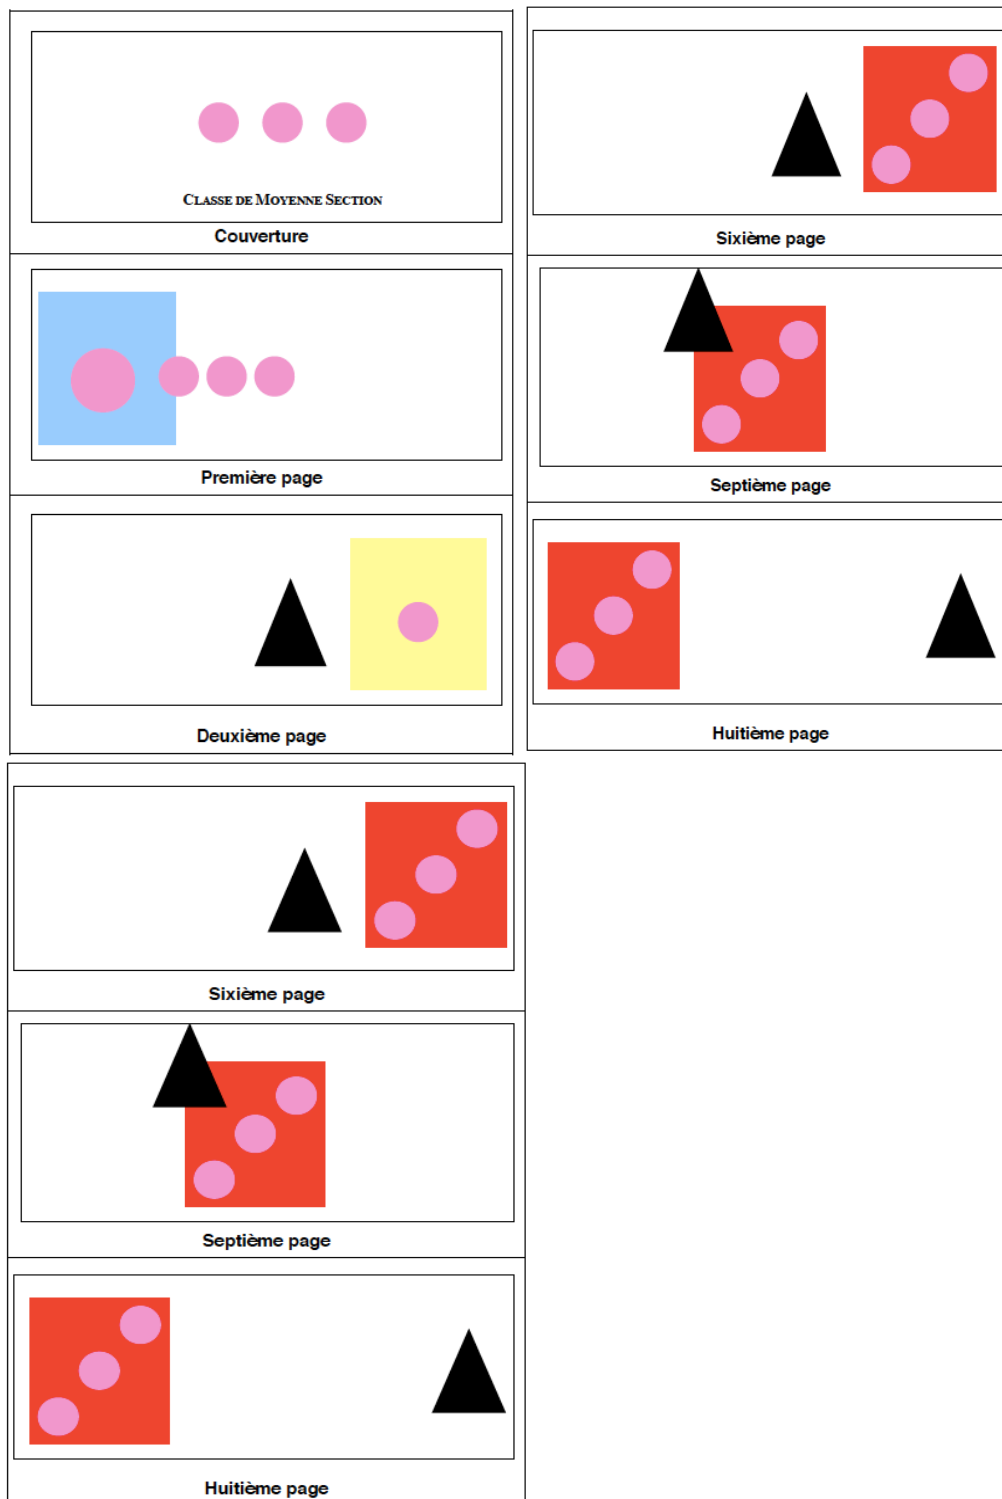 CLASSE DE MOYENNE SECTION
Couverture
Première page
Deuxième page
Sixième page
Septième page
Huitième page
Sixième page
Septième page
Huitième page